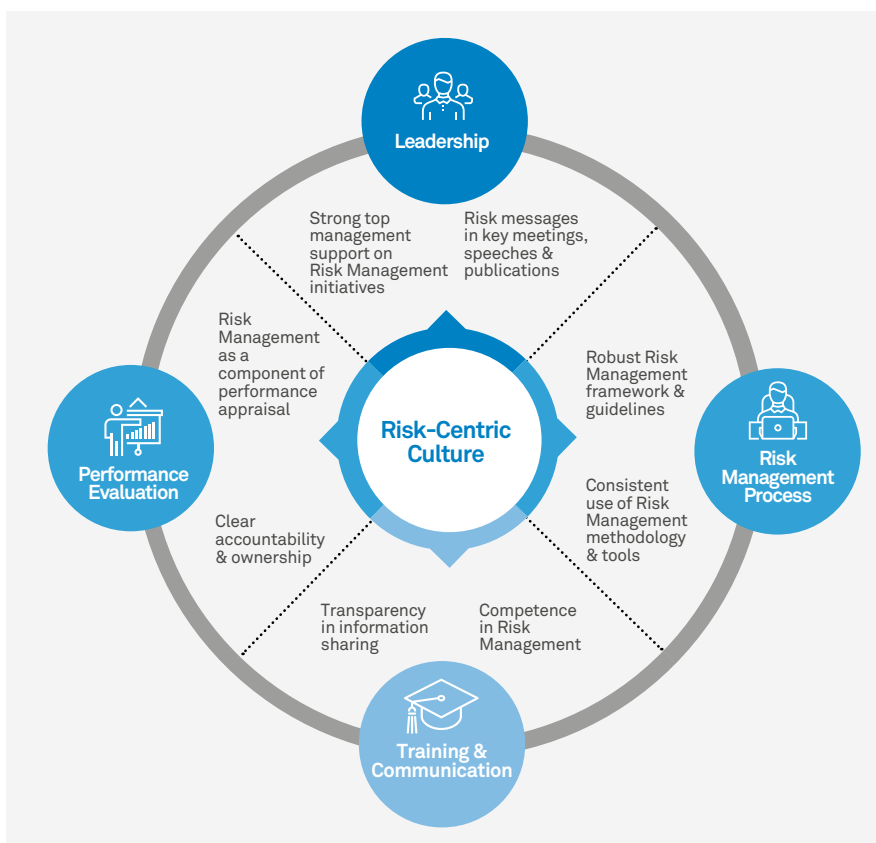 Leadership
Strong top
management
support on
Risk Management
initiatives
Risk messages
in key meetings,
speeches &
publications
Risk
Management
as a
component of
performance
appraisal
Robust Risk
Management
framework &
guidelines
Risk-Centric
Culture
Performance
Evaluation
Risk
Management
Process
Clear
accountability
& ownership
Consistent
use of Risk
Management
methodology
& tools
Transparency
in information
sharing
Competence
in Risk
Management
Training &
Communication